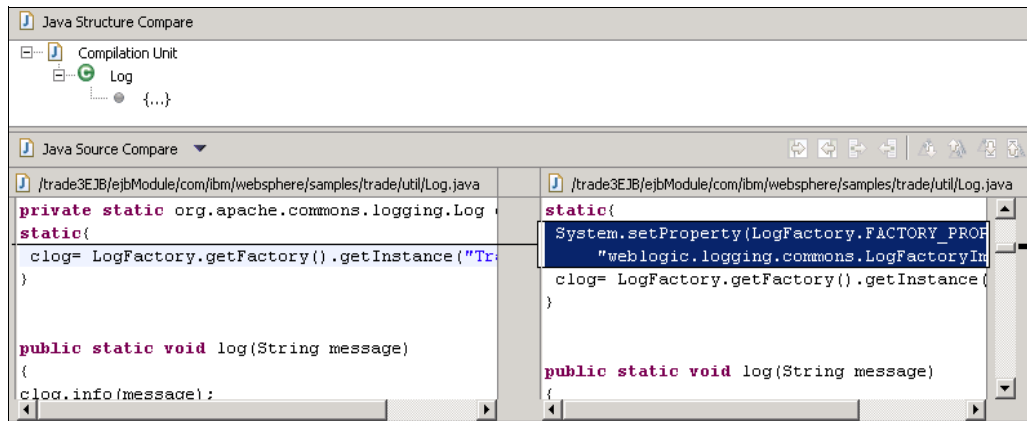 Java Structure Compare
Compilation Unit
Log
{...}
Java Source Compare
/trade3EJB/ejbModule/com/ibm/websphere/samples/trade/util/Log.java
private static org.apache.commons.logging.Log
static{
clog= LogFactory.getFactory().getInstance("Tr
}
public static void log(String message)
{
clog.info(message);
/trade3EJB/ejbModule/com/ibm/websphere/samples/trade/util/Log.java
static{
System.setProperty(LogFactory.FACTORY_PROP
"weblogic.logging.commons.LogFactoryIm
clog= LogFactory.getFactory().getInstance(
}
public static void log(String message)
{